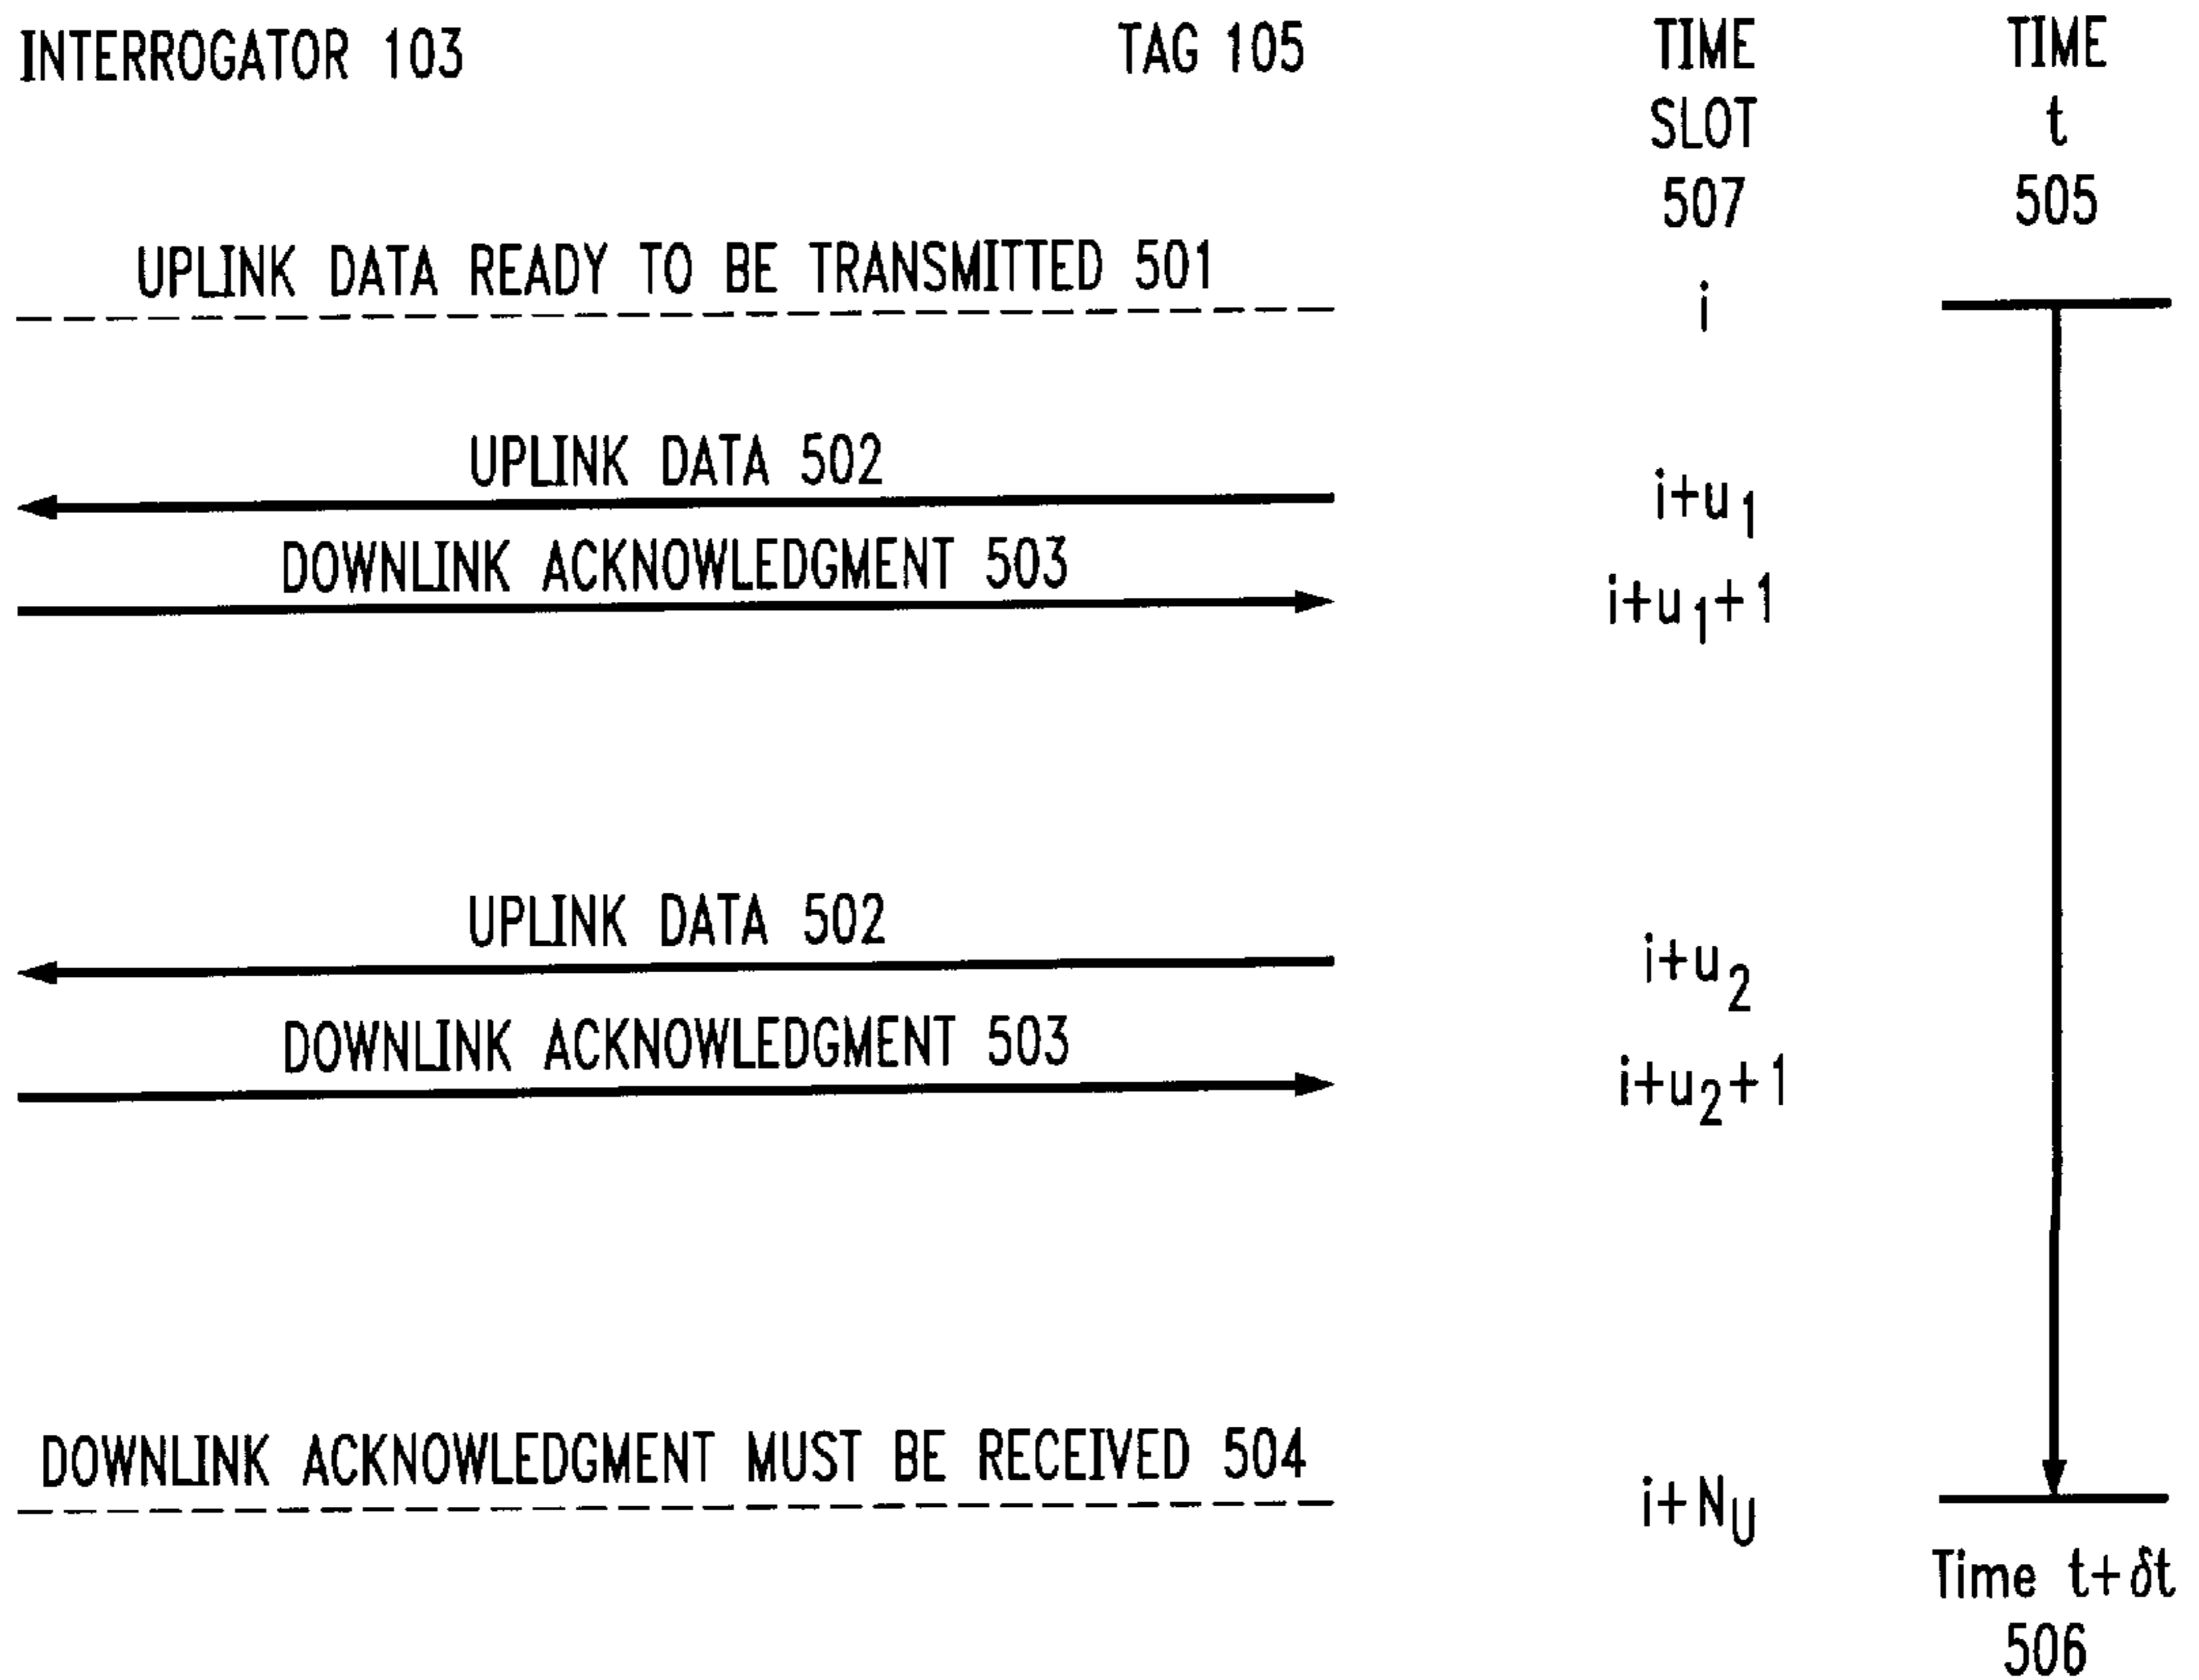 INTERROGATOR 103 TAG 105 TIME TIME
SLOT t
507 505
UPLINK DATA READY TO BE TRANSMITTED 501 i
UPLINK DATA 502 i+u1
DOWNLINK ACKNOWLEDGMENT 503 i+u1+1
UPLINK DATA 502 i+u2
DOWNLINK ACKNOWLEDGMENT 503 i+u2+1
DOWNLINK ACKNOWLEDGMENT MUST BE RECEIVED 504 i+NU
Time t+δt
506